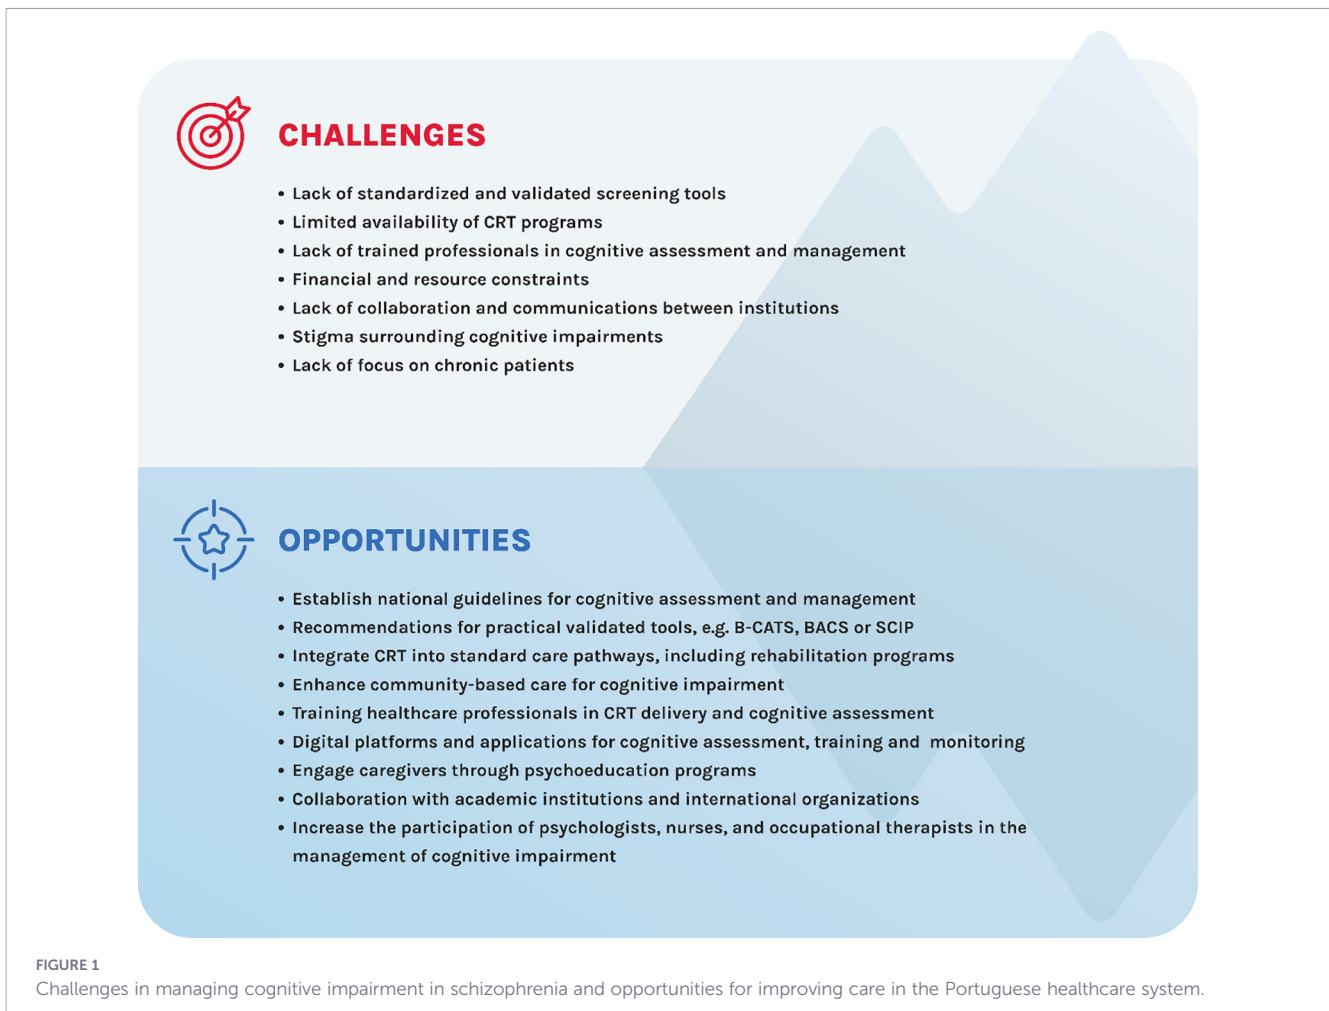 CHALLENGES
• Lack of standardized and validated screening tools
• Limited availability of CRT programs
• Lack of trained professionals in cognitive assessment and management
• Financial and resource constraints
• Lack of collaboration and communications between institutions
• Stigma surrounding cognitive impairments
• Lack of focus on chronic patients
OPPORTUNITIES
• Establish national guidelines for cognitive assessment and management
• Recommendations for practical validated tools, e.g. B-CATS, BACS or SCIP
• Integrate CRT into standard care pathways, including rehabilitation programs
• Enhance community-based care for cognitive impairment
• Training healthcare professionals in CRT delivery and cognitive assessment
• Digital platforms and applications for cognitive assessment, training and monitoring
• Engage caregivers through psychoeducation programs
• Collaboration with academic institutions and international organizations
• Increase the participation of psychologists, nurses, and occupational therapists in the
management of cognitive impairment
FIGURE 1
Challenges in managing cognitive impairment in schizophrenia and opportunities for improving care in the Portuguese healthcare system.